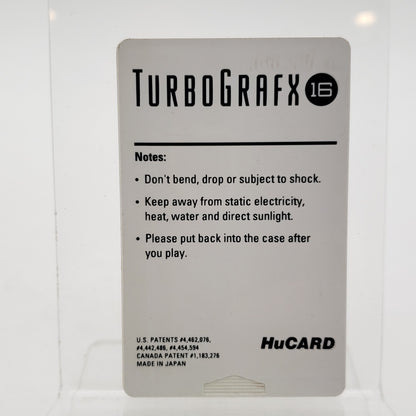 TURBOGRAFX 16
Notes:
• Don't bend, drop or subject to shock.
• Keep away from static electricity,
heat, water and direct sunlight.
• Please put back into the case after
you play.
U.S. PATENTS #4,462,076,
#4,442,486, #4,454,594
CANADA PATENT #1,183,276
MADE IN JAPAN
HuCARD